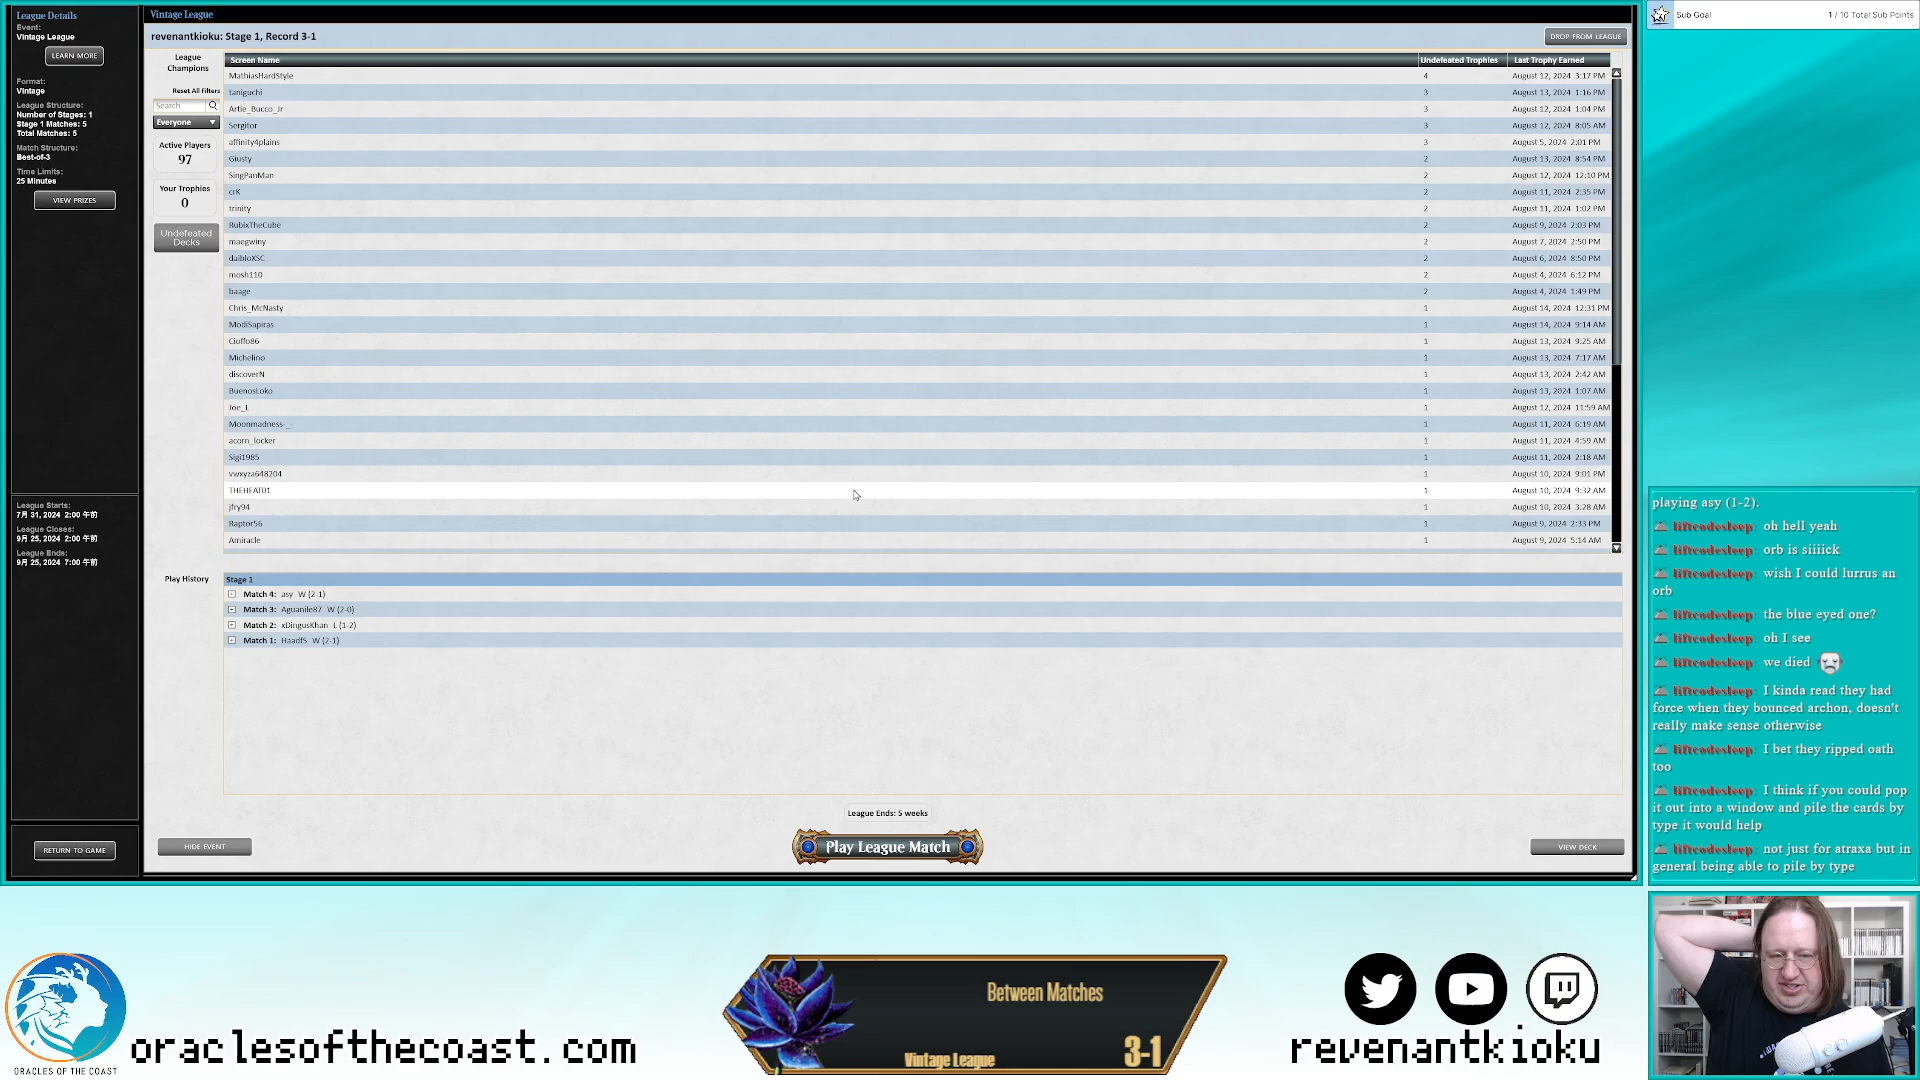 League Details
Event:
Vintage League
LEARN MORE
Format:
Vintage
League Structure:
Number of Stages: 1
Stage 1 Matches: 5
Total Matches: 5
Match Structure:
Best-of-3
Time Limits:
25 Minutes
VIEW PRIZES
League Starts:
7月 31, 2024 2:00 午前
League Closes:
9月 25, 2024 2:00 午前
League Ends:
9月 25, 2024 7:00 午前
RETURN TO GAME
Vintage League
revenantkioku: Stage 1, Record 3-1
DROP FROM LEAGUE
League
Champions
Reset All Filters
Search
Everyone
Active Players
97
Your Trophies
0
Undefeated
Decks
Screen Name Undefeated Trophies Last Trophy Earned
MathiasHardStyle 4 August 12, 2024 3:17 PM
taniguchi 3 August 13, 2024 1:16 PM
Artie_Bucco_Jr 3 August 12, 2024 1:04 PM
Sergitor 3 August 12, 2024 8:05 AM
affinity4plains 3 August 5, 2024 2:01 PM
Giusty 2 August 13, 2024 8:54 PM
SingPanMan 2 August 12, 2024 12:10 PM
crK 2 August 11, 2024 2:35 PM
trinity 2 August 11, 2024 1:02 PM
RubixTheCube 2 August 9, 2024 2:03 PM
maegwiny 2 August 7, 2024 2:50 PM
daibloXSC 2 August 6, 2024 8:50 PM
mosh110 2 August 4, 2024 6:12 PM
baage 2 August 4, 2024 1:49 PM
Chris_McNasty 1 August 14, 2024 12:31 PM
ModiSapiras 1 August 14, 2024 9:14 AM
Cioffo86 1 August 13, 2024 9:25 AM
Michelino 1 August 13, 2024 7:17 AM
discoverN 1 August 13, 2024 2:42 AM
BuenosLoko 1 August 13, 2024 1:07 AM
Joe_L 1 August 12, 2024 11:59 AM
Moonmadness-_- 1 August 11, 2024 6:19 AM
acorn_locker 1 August 11, 2024 4:59 AM
Sigi1985 1 August 11, 2024 2:18 AM
vwxyza648204 1 August 10, 2024 9:01 PM
THEHEAT01 1 August 10, 2024 9:32 AM
jfry94 1 August 10, 2024 3:28 AM
Raptor56 1 August 9, 2024 2:33 PM
Amiracle 1 August 9, 2024 5:14 AM
Play History
Stage 1
Match 4: asy W (2-1)
Match 3: Aguanile87 W (2-0)
Match 2: xDingusKhan L (1-2)
Match 1: HaadfS W (2-1)
League Ends: 5 weeks
HIDE EVENT
Play League Match
VIEW DECK
Sub Goal
1 / 10 Total Sub Points
playing asy (1-2).
liftcodesleep: oh hell yeah
liftcodesleep: orb is siiiick
liftcodesleep: wish I could lurrus an
orb
liftcodesleep: the blue eyed one?
liftcodesleep: oh I see
liftcodesleep: we died
liftcodesleep: I kinda read they had
force when they bounced archon, doesn't
really make sense otherwise
liftcodesleep: I bet they ripped oath
too
liftcodesleep: I think if you could pop
it out into a window and pile the cards by
type it would help
liftcodesleep: not just for atraxa but in
general being able to pile by type
ORACLES OF THE COAST
oraclesofthecoast.com
Between Matches
Vintage League
3-1
revenantkioku